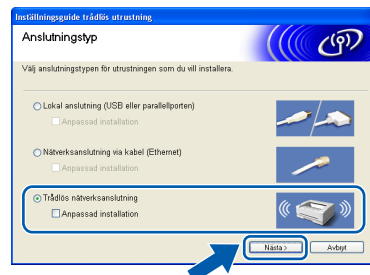 Inställningsguide trådlös utrustning
Anslutningstyp
Välj anslutningstypen för utrustningen som du vill installera.
Lokal anslutning (USB eller parallellporten)
Anpassad installation
Nätverksanslutning via kabel (Ethernet)
Anpassad installation
Trådlös nätverksanslutning
Anpassad installation
Nästa >
Avbryt